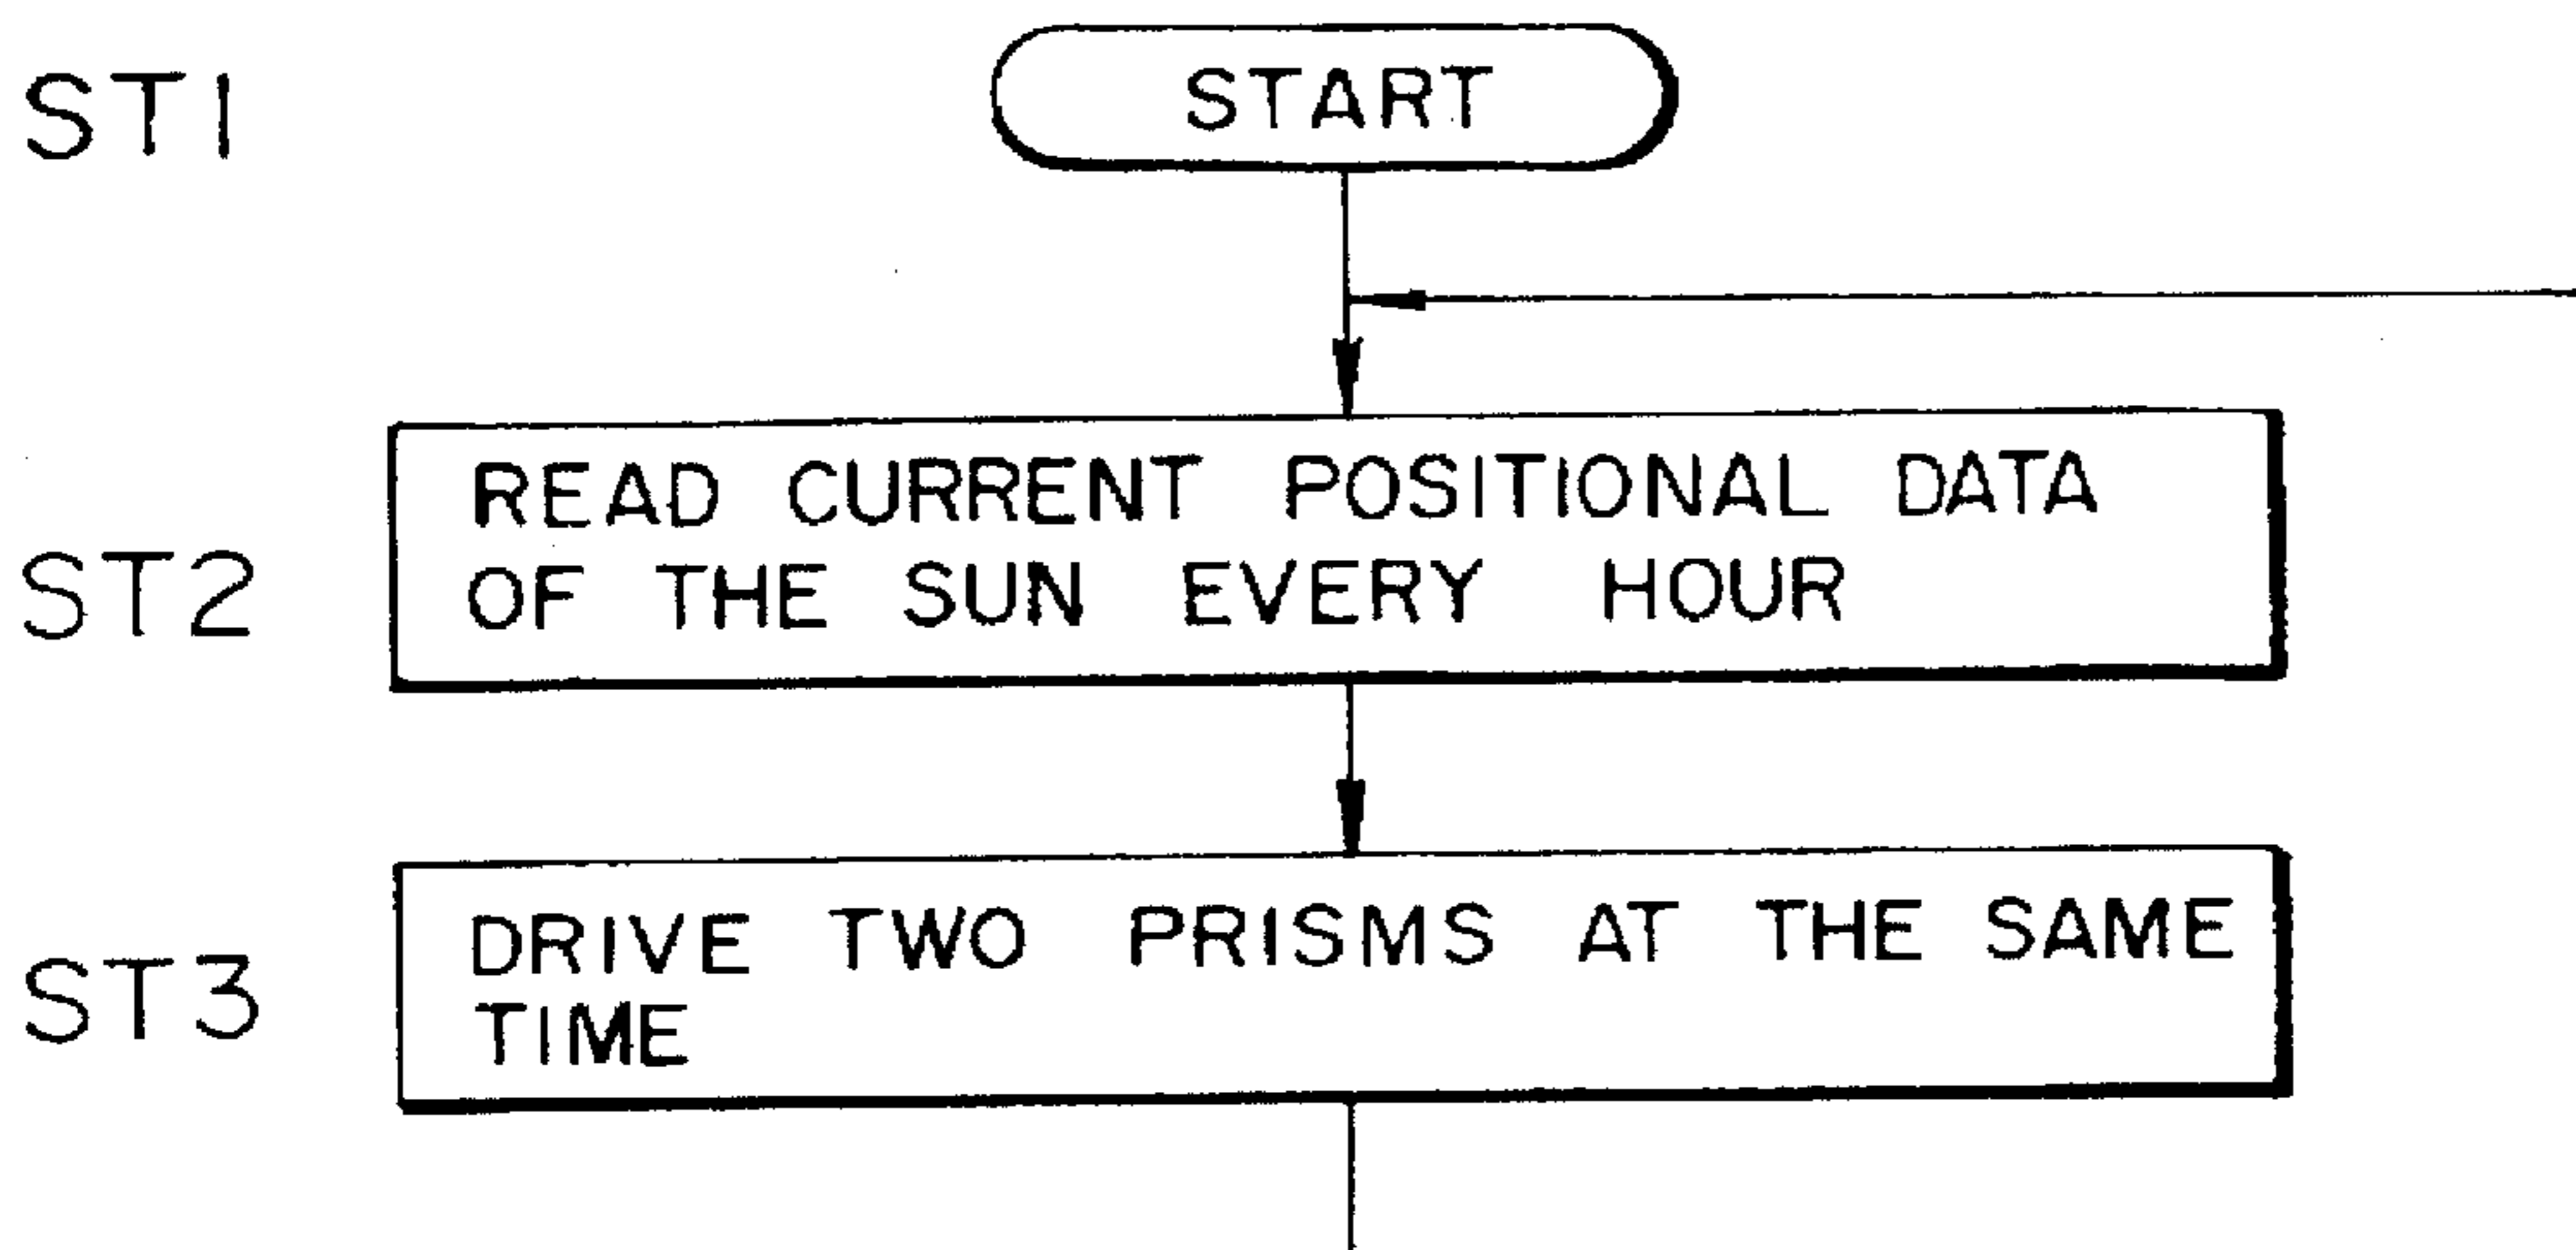 ST1
START
ST2
READ CURRENT POSITIONAL DATA
OF THE SUN EVERY HOUR
ST3
DRIVE TWO PRISMS AT THE SAME
TIME